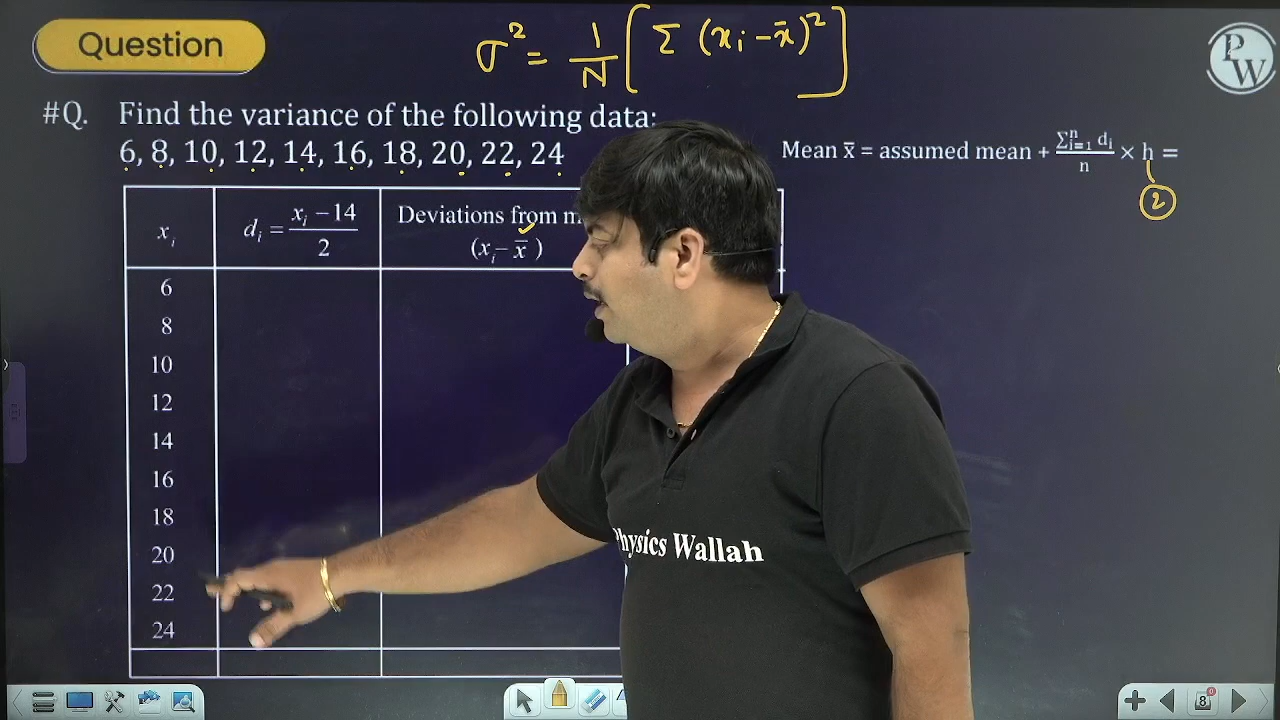 Question
σ² = 1/N [ Σ (xᵢ - x̄)² ]
PW
#Q. Find the variance of the following data:
6, 8, 10, 12, 14, 16, 18, 20, 22, 24
Mean x̄ = assumed mean + Σⁿᵢ₌₁ dᵢ / n × h =
2
xᵢ
dᵢ = xᵢ − 14 / 2
Deviations from
(xᵢ − x̄ )
6
8
10
12
14
16
18
20
22
24
Physics Wallah
8